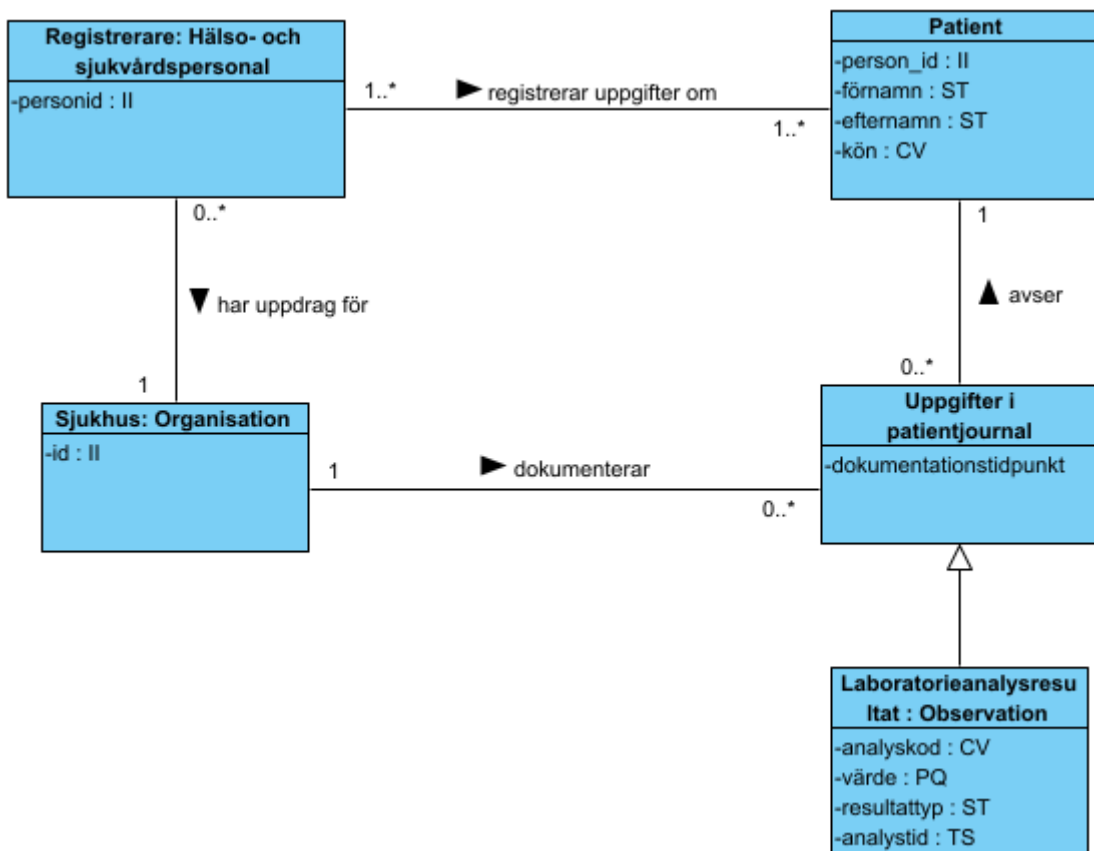 Registrerare: Hälso- och
sjukvårdspersonal
-personid : II
1..*
registrerar uppgifter om
1..*
Patient
-person_id : II
-förnamn : ST
-efternamn : ST
-kön : CV
0..*
har uppdrag för
1
1
avser
0..*
Sjukhus: Organisation
-id : II
1
dokumenterar
0..*
Uppgifter i
patientjournal
-dokumentationstidpunkt
Laboratorieanalysresu
ltat : Observation
-analyskod : CV
-värde : PQ
-resultattyp : ST
-analystid : TS